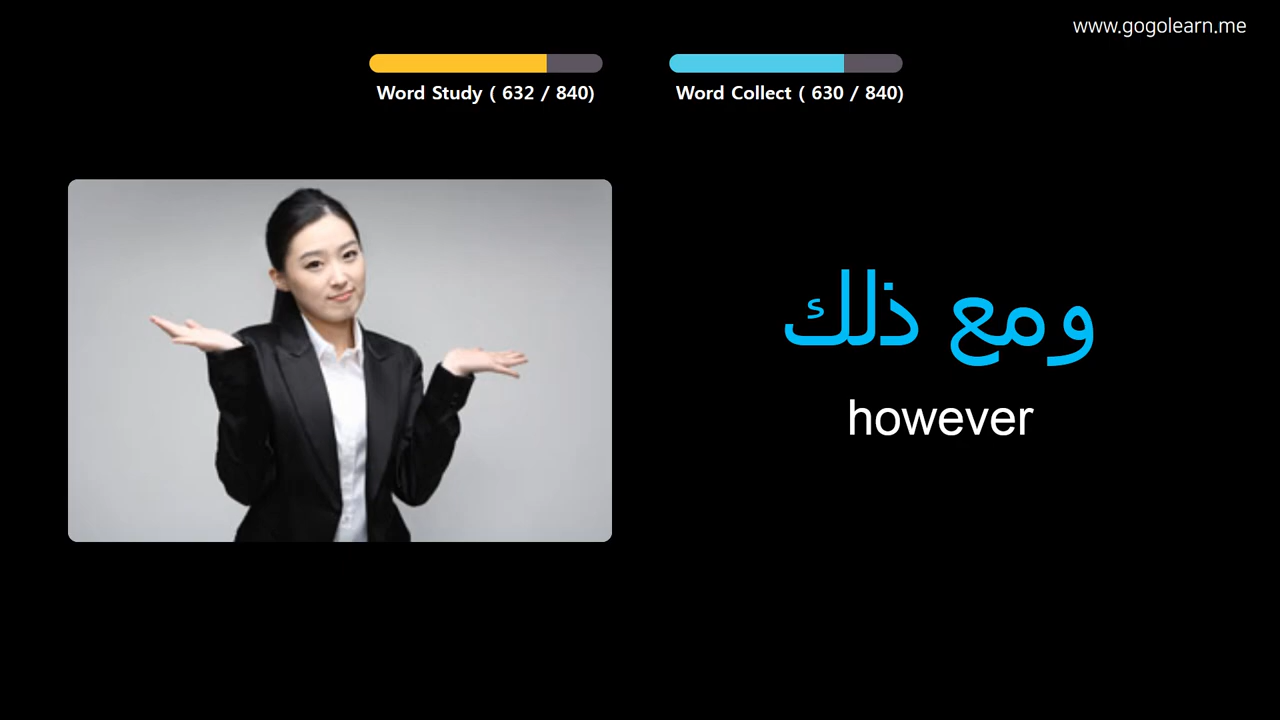 www.gogolearn.me
Word Study ( 632 / 840)
Word Collect ( 630 / 840)
ومع ذلك
however